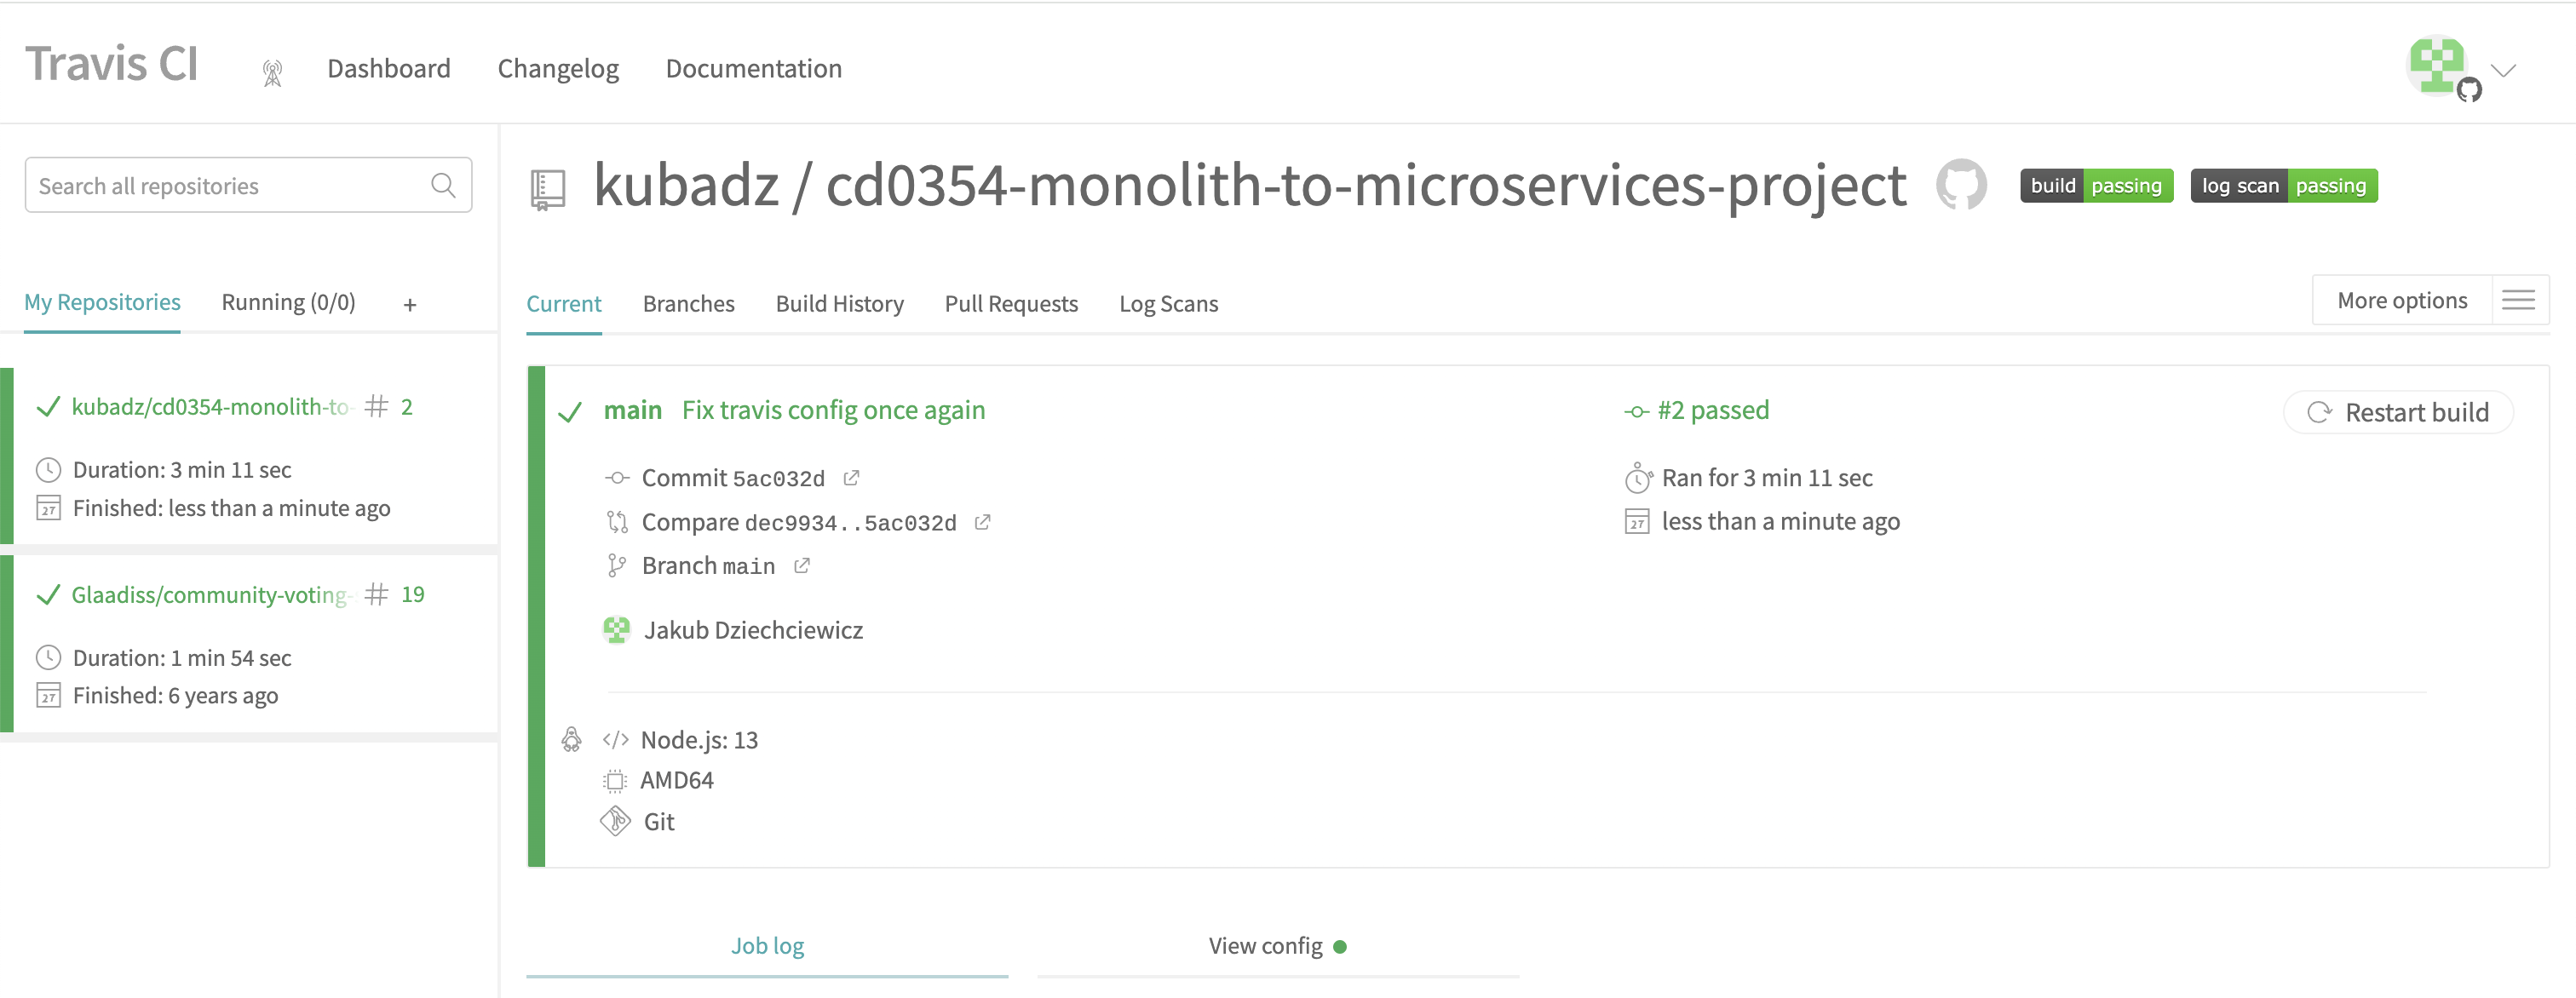 Travis CI
Dashboard
Changelog
Documentation
Search all repositories
My Repositories
Running (0/0)
+
kubadz/cd0354-monolith-to-
# 2
Duration: 3 min 11 sec
27 Finished: less than a minute ago
Glaadiss/community-voting-
# 19
Duration: 1 min 54 sec
27 Finished: 6 years ago
kubadz / cd0354-monolith-to-microservices-project
build passing
log scan passing
Current
Branches
Build History
Pull Requests
Log Scans
More options
main Fix travis config once again
Commit 5ac032d
Compare dec9934..5ac032d
Branch main
Jakub Dziechciewicz
#2 passed
Ran for 3 min 11 sec
27 less than a minute ago
Restart build
</> Node.js: 13
AMD64
Git
Job log
View config